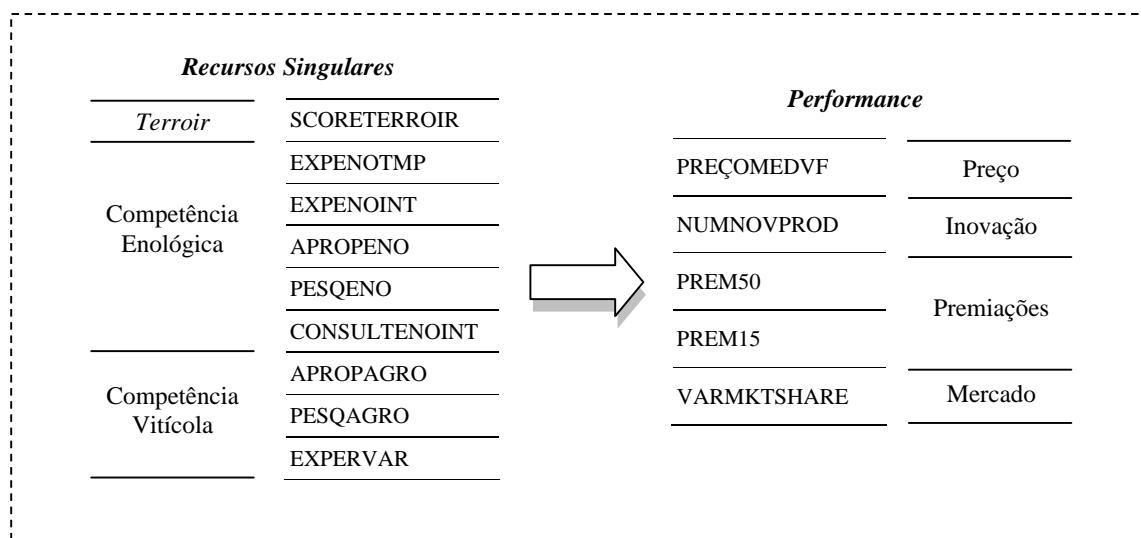 Recursos Singulares
Terroir
SCORETERROIR
Competência
Enológica
EXPENOTMP
EXPENOINT
APROPENO
PESQENO
CONSULTENOINT
Competência
Vitícola
APROPAGRO
PESQAGRO
EXPERVAR
Performance
PREÇOMEDVF
Preço
NUMNOVPROD
Inovação
PREM50
PREM15
Premiações
VARMKTSHARE
Mercado